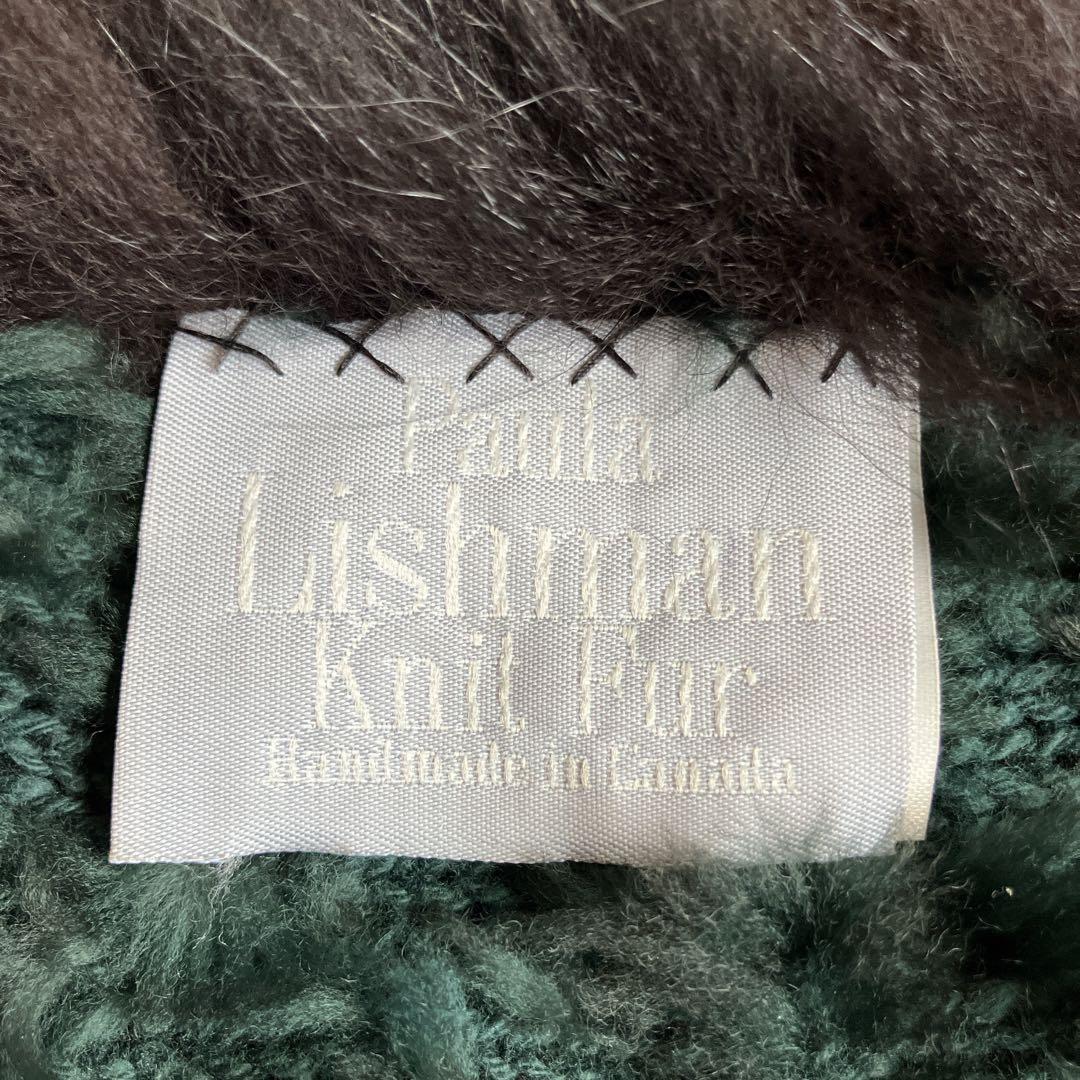 Paula
Lishman
Knit Fur
Handmade in Canada